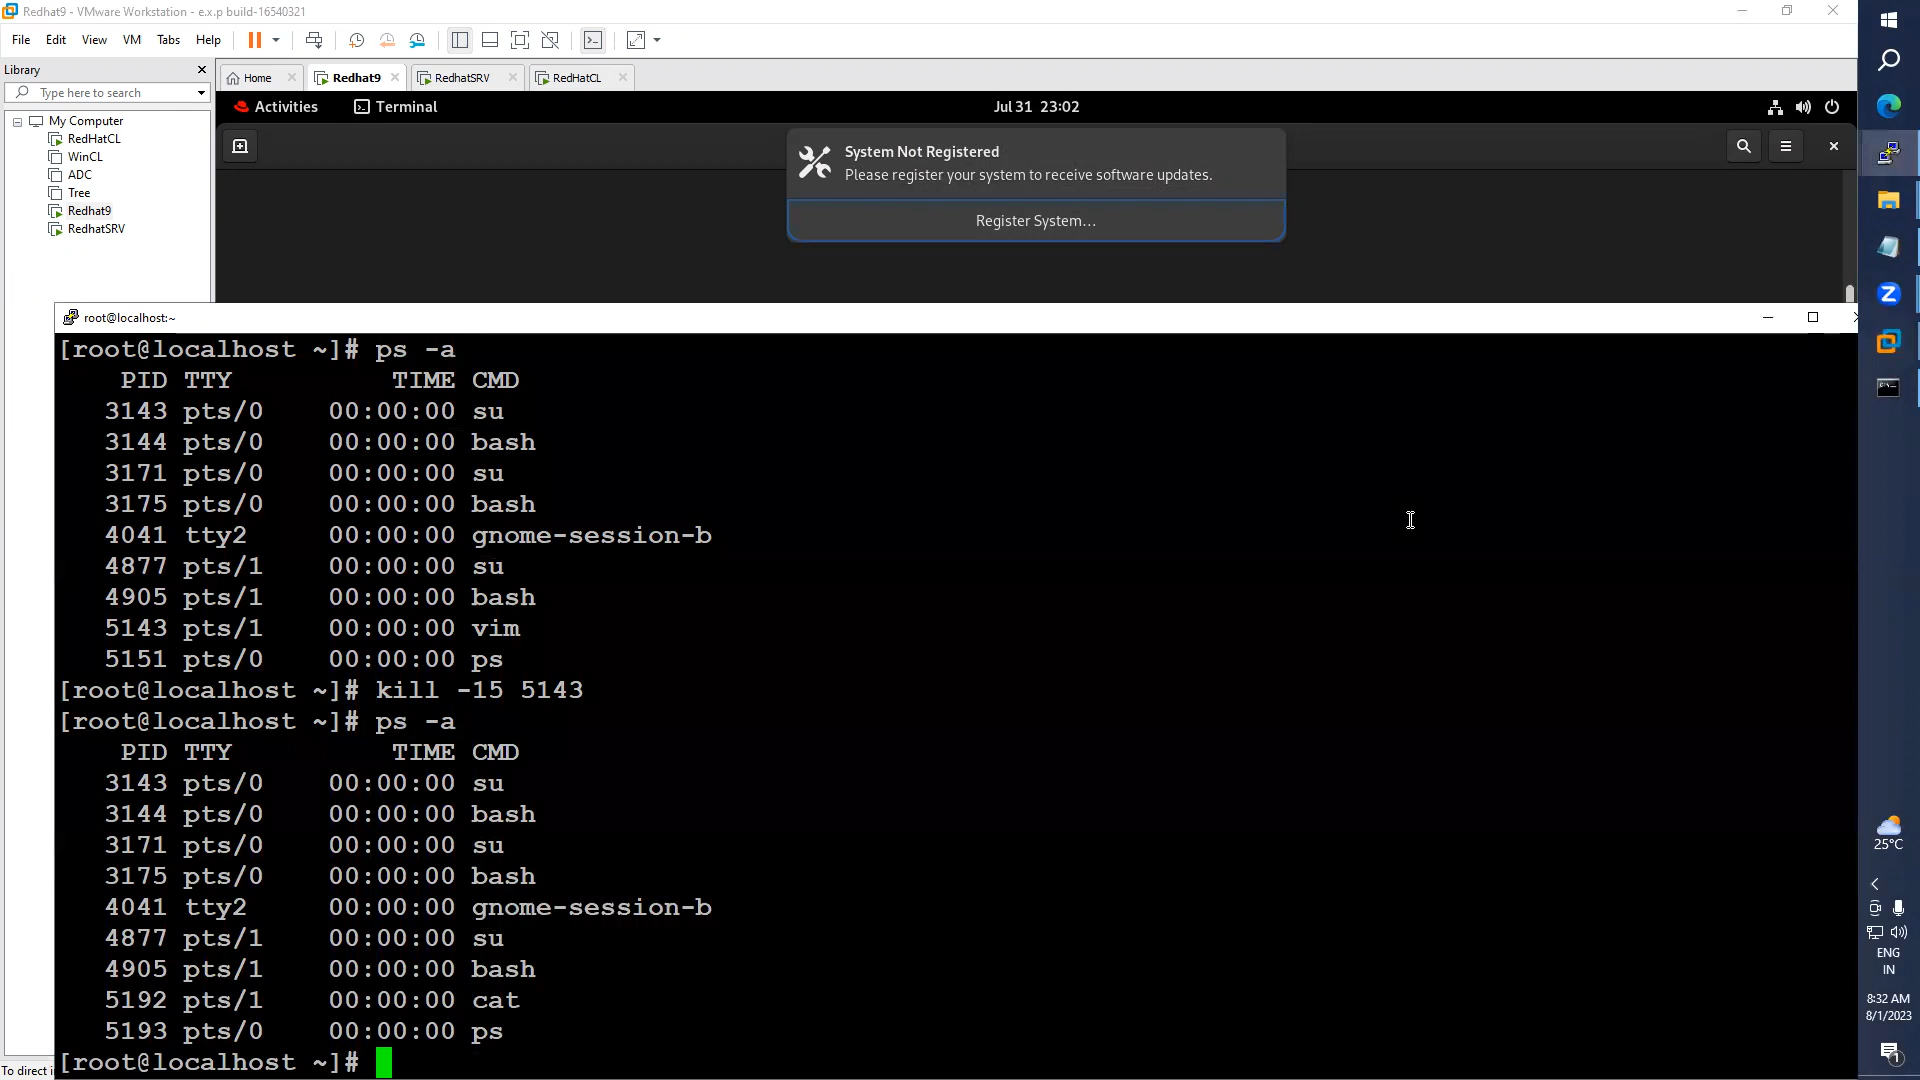 Redhat9 - VMware Workstation - e.x.p build-16540321
File Edit View VM Tabs Help
Library
Type here to search
My Computer
RedHatCL
WinCL
ADC
Tree
Redhat9
RedhatSRV
Home Redhat9 RedhatSRV RedHatCL
Activities Terminal Jul 31 23:02
System Not Registered
Please register your system to receive software updates.
Register System...
root@localhost:~
[root@localhost ~]# ps -a
PID TTY TIME CMD
3143 pts/0 00:00:00 su
3144 pts/0 00:00:00 bash
3171 pts/0 00:00:00 su
3175 pts/0 00:00:00 bash
4041 tty2 00:00:00 gnome-session-b
4877 pts/1 00:00:00 su
4905 pts/1 00:00:00 bash
5143 pts/1 00:00:00 vim
5151 pts/0 00:00:00 ps
[root@localhost ~]# kill -15 5143
[root@localhost ~]# ps -a
PID TTY TIME CMD
3143 pts/0 00:00:00 su
3144 pts/0 00:00:00 bash
3171 pts/0 00:00:00 su
3175 pts/0 00:00:00 bash
4041 tty2 00:00:00 gnome-session-b
4877 pts/1 00:00:00 su
4905 pts/1 00:00:00 bash
5192 pts/1 00:00:00 cat
5193 pts/0 00:00:00 ps
[root@localhost ~]#
To direct i
25°C
ENG
IN
8:32 AM
8/1/2023
1